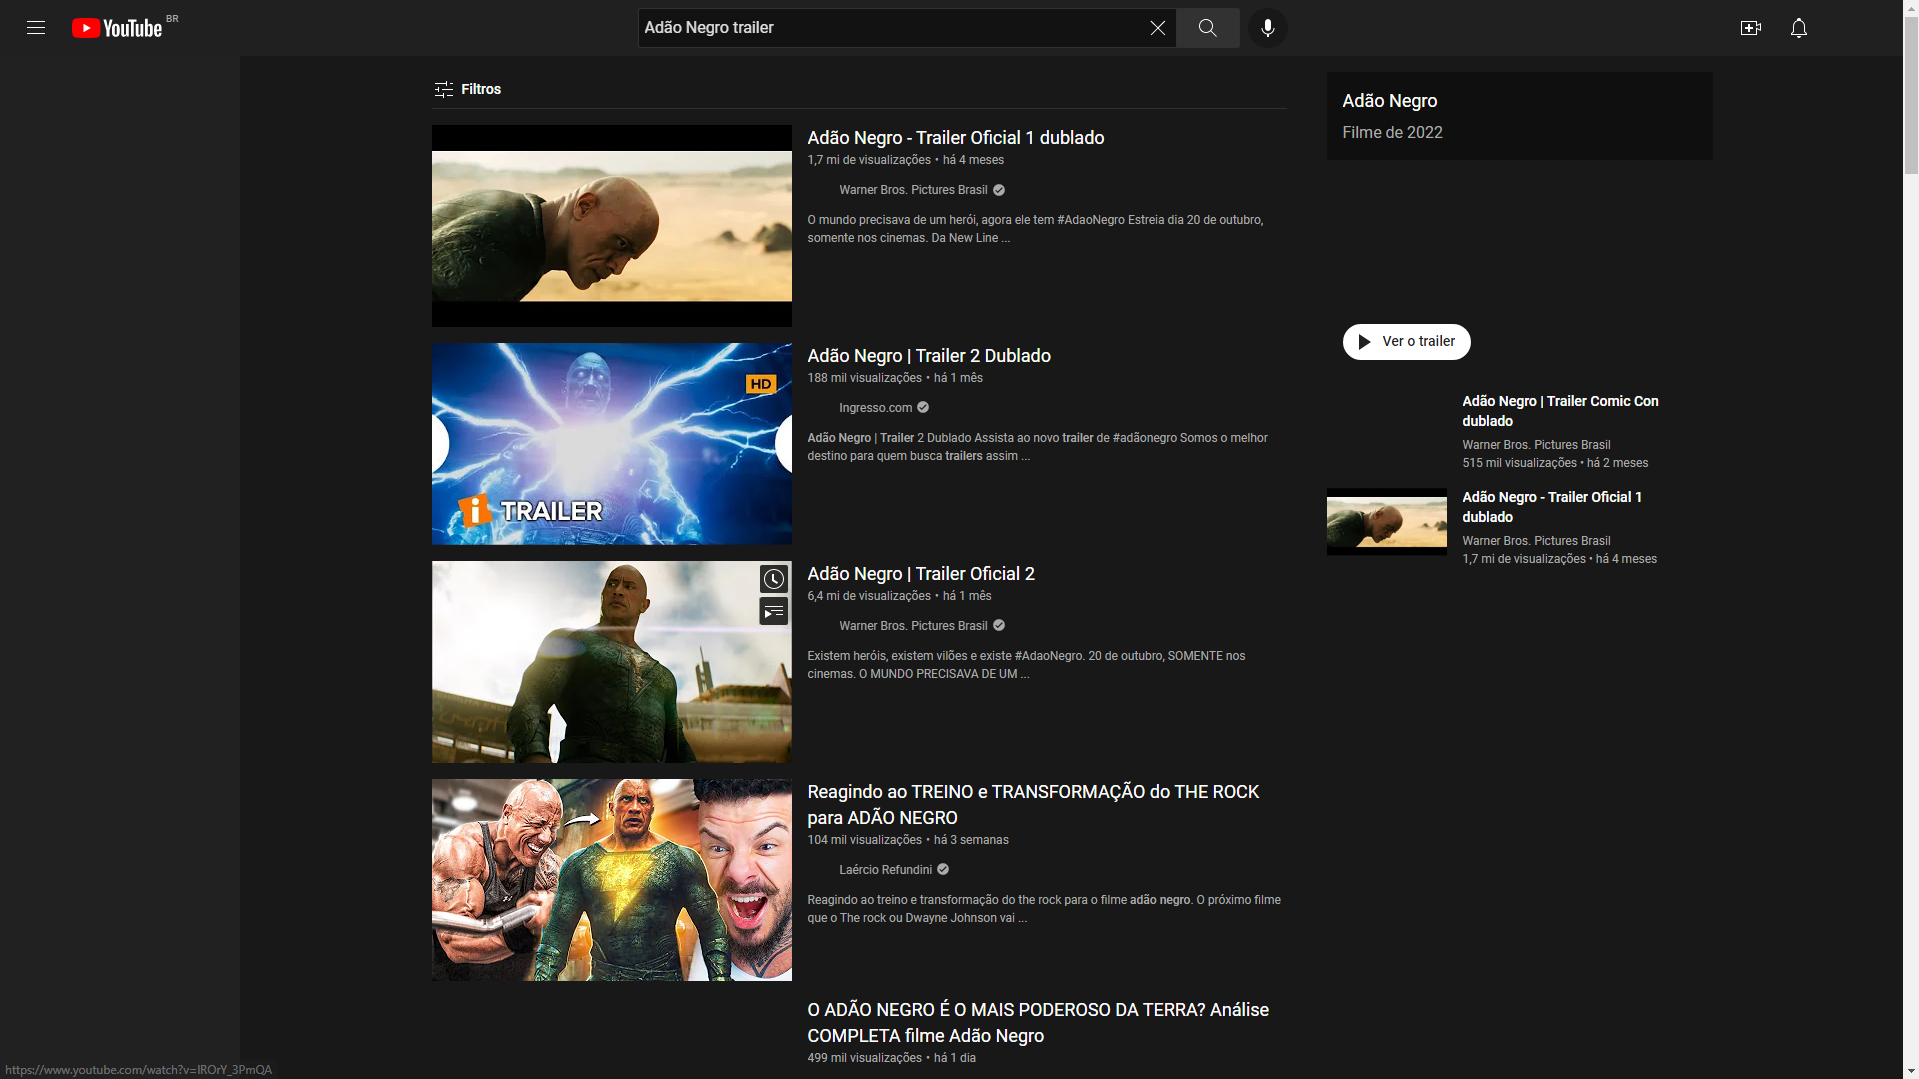 YouTube BR
Adão Negro trailer
Filtros
Adão Negro - Trailer Oficial 1 dublado
1,7 mi de visualizações • há 4 meses
Warner Bros. Pictures Brasil
O mundo precisava de um herói, agora ele tem #AdaoNegro Estreia dia 20 de outubro,
somente nos cinemas. Da New Line ...
HD
TRAILER
Adão Negro | Trailer 2 Dublado
188 mil visualizações • há 1 mês
Ingresso.com
Adão Negro | Trailer 2 Dublado Assista ao novo trailer de #adãonegro Somos o melhor
destino para quem busca trailers assim ...
Adão Negro | Trailer Oficial 2
6,4 mi de visualizações • há 1 mês
Warner Bros. Pictures Brasil
Existem heróis, existem vilões e existe #AdaoNegro. 20 de outubro, SOMENTE nos
cinemas. O MUNDO PRECISAVA DE UM ...
Reagindo ao TREINO e TRANSFORMAÇÃO do THE ROCK
para ADÃO NEGRO
104 mil visualizações • há 3 semanas
Laércio Refundini
Reagindo ao treino e transformação do the rock para o filme adão negro. O próximo filme
que o The rock ou Dwayne Johnson vai ...
O ADÃO NEGRO É O MAIS PODEROSO DA TERRA? Análise
COMPLETA filme Adão Negro
499 mil visualizações • há 1 dia
Adão Negro
Filme de 2022
Ver o trailer
Adão Negro | Trailer Comic Con
dublado
Warner Bros. Pictures Brasil
515 mil visualizações • há 2 meses
Adão Negro - Trailer Oficial 1
dublado
Warner Bros. Pictures Brasil
1,7 mi de visualizações • há 4 meses
https://www.youtube.com/watch?v=IROrY_3PmQA